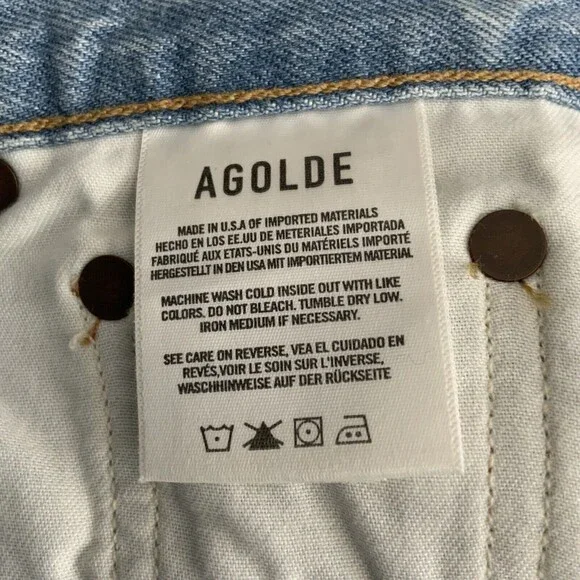 AGOLDE
MADE IN U.S.A OF IMPORTED MATERIALS
HECHO EN LOS EE.UU DE METERIALES IMPORTADA
FABRIQUÉ AUX ETATS-UNIS DU MATÉRIELS IMPORTÉ
HERGESTELLT IN DEN USA MIT IMPORTIERTEM MATERIAL
MACHINE WASH COLD INSIDE OUT WITH LIKE
COLORS. DO NOT BLEACH. TUMBLE DRY LOW.
IRON MEDIUM IF NECESSARY.
SEE CARE ON REVERSE, VEA EL CUIDADO EN
REVÉS,VOIR LE SOIN SUR L'INVERSE,
WASCHHINWEISE AUF DER RÜCKSEITE